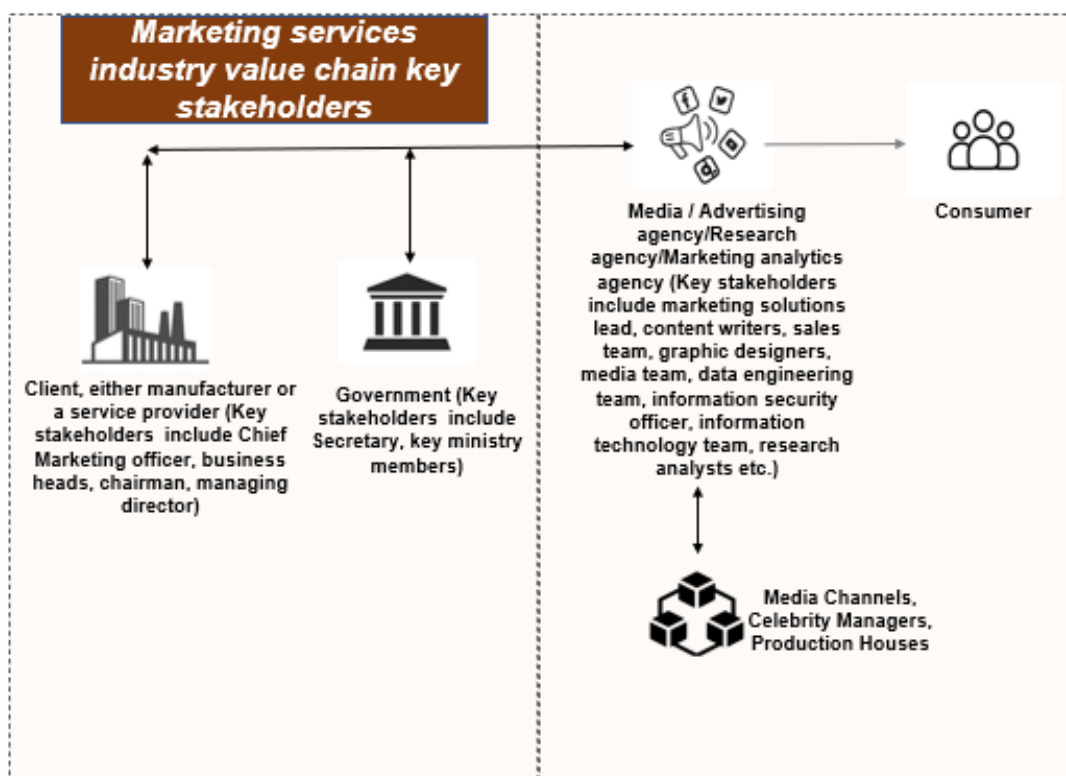 Marketing services
industry value chain key
stakeholders
Client, either manufacturer or
a service provider (Key
stakeholders include Chief
Marketing officer, business
heads, chairman, managing
director)
Government (Key
stakeholders include
Secretary, key ministry
members)
Media / Advertising
agency/Research
agency/Marketing analytics
agency (Key stakeholders
include marketing solutions
lead, content writers, sales
team, graphic designers,
media team, data engineering
team, information security
officer, information
technology team, research
analysts etc.)
Consumer
Media Channels,
Celebrity Managers,
Production Houses